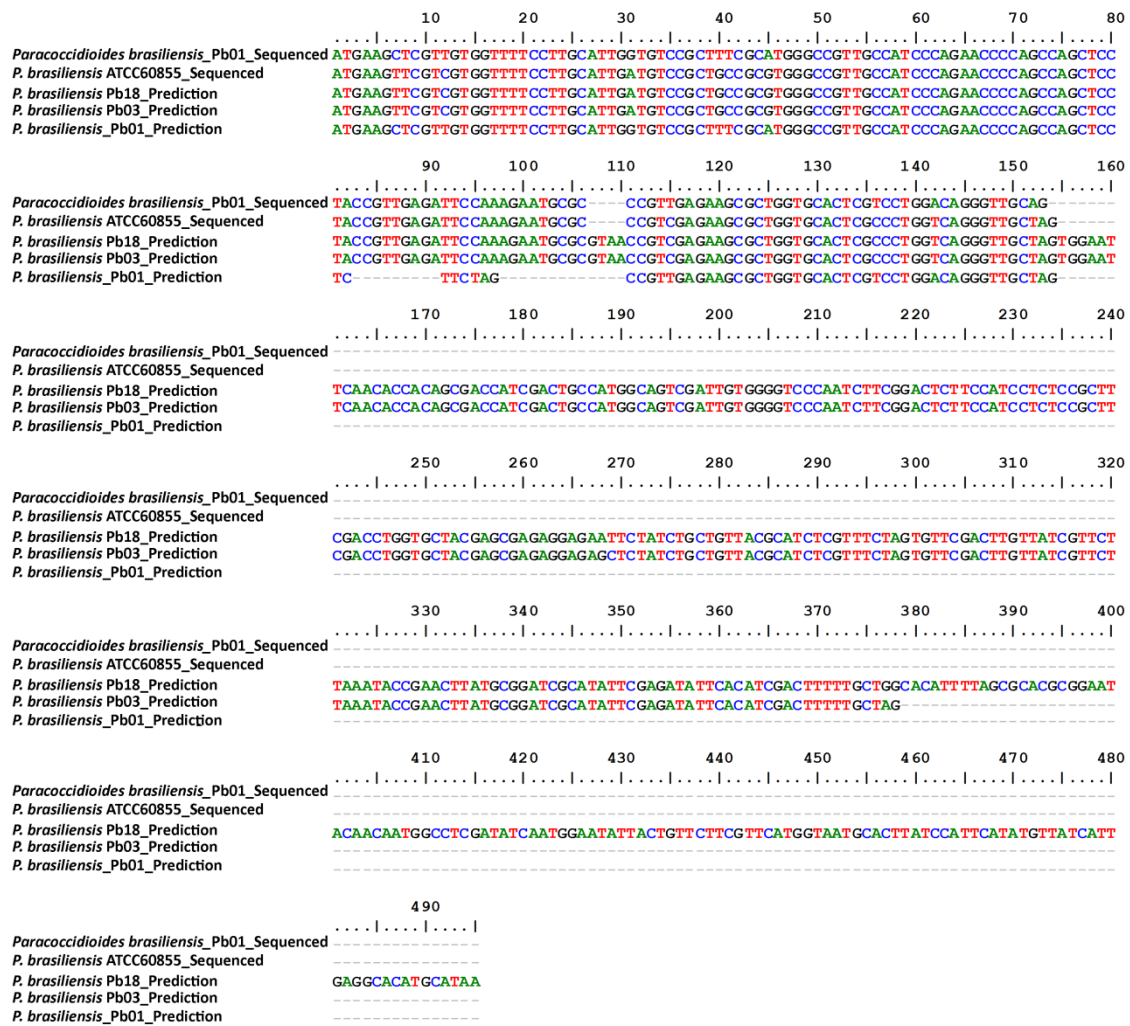 10 20 30 40 50 60 70 80
....|....|....|....|....|....|....|....|....|....|....|....|....|....|....|....|
Paracoccidioides brasiliensis_Pb01_Sequenced ATGAAGCTCGTTGTGGTTTTCCTTGCATTGGTGTCCGCTTTCGCATGGGCCGTTGCCATCCCAGAACCCCAGCCAGCTCC
P. brasiliensis ATCC60855_Sequenced ATGAAGTTCGTCGTGGTTTTCCTTGCATTGATGTCCGCTGCCGCGTGGGCCGTTGCCATCCCAGAACCCCAGCCAGCTCC
P. brasiliensis Pb18_Prediction ATGAAGTTCGTCGTGGTTTTCCTTGCATTGATGTCCGCTGCCGCGTGGGCCGTTGCCATCCCAGAACCCCAGCCAGCTCC
P. brasiliensis Pb03_Prediction ATGAAGTTCGTCGTGGTTTTCCTTGCATTGATGTCCGCTGCCGCGTGGGCCGTTGCCATCCCAGAACCCCAGCCAGCTCC
P. brasiliensis_Pb01_Prediction ATGAAGCTCGTTGTGGTTTTCCTTGCATTGGTGTCCGCTTTCGCATGGGCCGTTGCCATCCCAGAACCCCAGCCAGCTCC
90 100 110 120 130 140 150 160
....|....|....|....|....|....|....|....|....|....|....|....|....|....|....|....|
Paracoccidioides brasiliensis_Pb01_Sequenced TACCGTTGAGATTCCAAAGAATGCGC----CCGTTGAGAAGCGCTGGTGCACTCGTCCTGGACAGGGTTGCAG-------
P. brasiliensis ATCC60855_Sequenced TACCGTTGAGATTCCAAAGAATGCGC----CCGTCGAGAAGCGCTGGTGCACTCGCCCTGGTCAGGGTTGCTAG------
P. brasiliensis Pb18_Prediction TACCGTTGAGATTCCAAAGAATGCGCGTAACCGTCGAGAAGCGCTGGTGCACTCGCCCTGGTCAGGGTTGCTAGTGGAAT
P. brasiliensis Pb03_Prediction TACCGTTGAGATTCCAAAGAATGCGCGTAACCGTCGAGAAGCGCTGGTGCACTCGCCCTGGTCAGGGTTGCTAGTGGAAT
P. brasiliensis_Pb01_Prediction TC---------TTCTAG-------------CCGTTGAGAAGCGCTGGTGCACTCGTCCTGGACAGGGTTGCTAG------
170 180 190 200 210 220 230 240
....|....|....|....|....|....|....|....|....|....|....|....|....|....|....|....|
Paracoccidioides brasiliensis_Pb01_Sequenced --------------------------------------------------------------------------------
P. brasiliensis ATCC60855_Sequenced --------------------------------------------------------------------------------
P. brasiliensis Pb18_Prediction TCAACACCACAGCGACCATCGACTGCCATGGCAGTCGATTGTGGGGTCCCAATCTTCGGACTCTTCCATCCTCTCCGCTT
P. brasiliensis Pb03_Prediction TCAACACCACAGCGACCATCGACTGCCATGGCAGTCGATTGTGGGGTCCCAATCTTCGGACTCTTCCATCCTCTCCGCTT
P. brasiliensis_Pb01_Prediction --------------------------------------------------------------------------------
250 260 270 280 290 300 310 320
....|....|....|....|....|....|....|....|....|....|....|....|....|....|....|....|
Paracoccidioides brasiliensis_Pb01_Sequenced --------------------------------------------------------------------------------
P. brasiliensis ATCC60855_Sequenced --------------------------------------------------------------------------------
P. brasiliensis Pb18_Prediction CGACCTGGTGCTACGAGCGAGAGGAGAATTCTATCTGCTGTTACGCATCTCGTTTCTAGTGTTCGACTTGTTATCGTTCT
P. brasiliensis Pb03_Prediction CGACCTGGTGCTACGAGCGAGAGGAGAGCTCTATCTGCTGTTACGCATCTCGTTTCTAGTGTTCGACTTGTTATCGTTCT
P. brasiliensis_Pb01_Prediction --------------------------------------------------------------------------------
330 340 350 360 370 380 390 400
....|....|....|....|....|....|....|....|....|....|....|....|....|....|....|....|
Paracoccidioides brasiliensis_Pb01_Sequenced --------------------------------------------------------------------------------
P. brasiliensis ATCC60855_Sequenced --------------------------------------------------------------------------------
P. brasiliensis Pb18_Prediction TAAATACCGAACTTATGCGGATCGCATATTCGAGATATTCACATCGACTTTTTGCTGGCACATTTTAGCGCACGCGGAAT
P. brasiliensis Pb03_Prediction TAAATACCGAACTTATGCGGATCGCATATTCGAGATATTCACATCGACTTTTTGCTAG----------------------
P. brasiliensis_Pb01_Prediction --------------------------------------------------------------------------------
410 420 430 440 450 460 470 480
....|....|....|....|....|....|....|....|....|....|....|....|....|....|....|....|
Paracoccidioides brasiliensis_Pb01_Sequenced --------------------------------------------------------------------------------
P. brasiliensis ATCC60855_Sequenced --------------------------------------------------------------------------------
P. brasiliensis Pb18_Prediction ACAACAATGGCCTCGATATCAATGGAATATTACTGTTCTTCGTTCATGGTAATGCACTTATCCATTCATATGTTATCATT
P. brasiliensis Pb03_Prediction --------------------------------------------------------------------------------
P. brasiliensis_Pb01_Prediction --------------------------------------------------------------------------------
490
....|....|....|
Paracoccidioides brasiliensis_Pb01_Sequenced ---------------
P. brasiliensis ATCC60855_Sequenced ---------------
P. brasiliensis Pb18_Prediction GAGGCACATGCATAA
P. brasiliensis Pb03_Prediction ---------------
P. brasiliensis_Pb01_Prediction ---------------